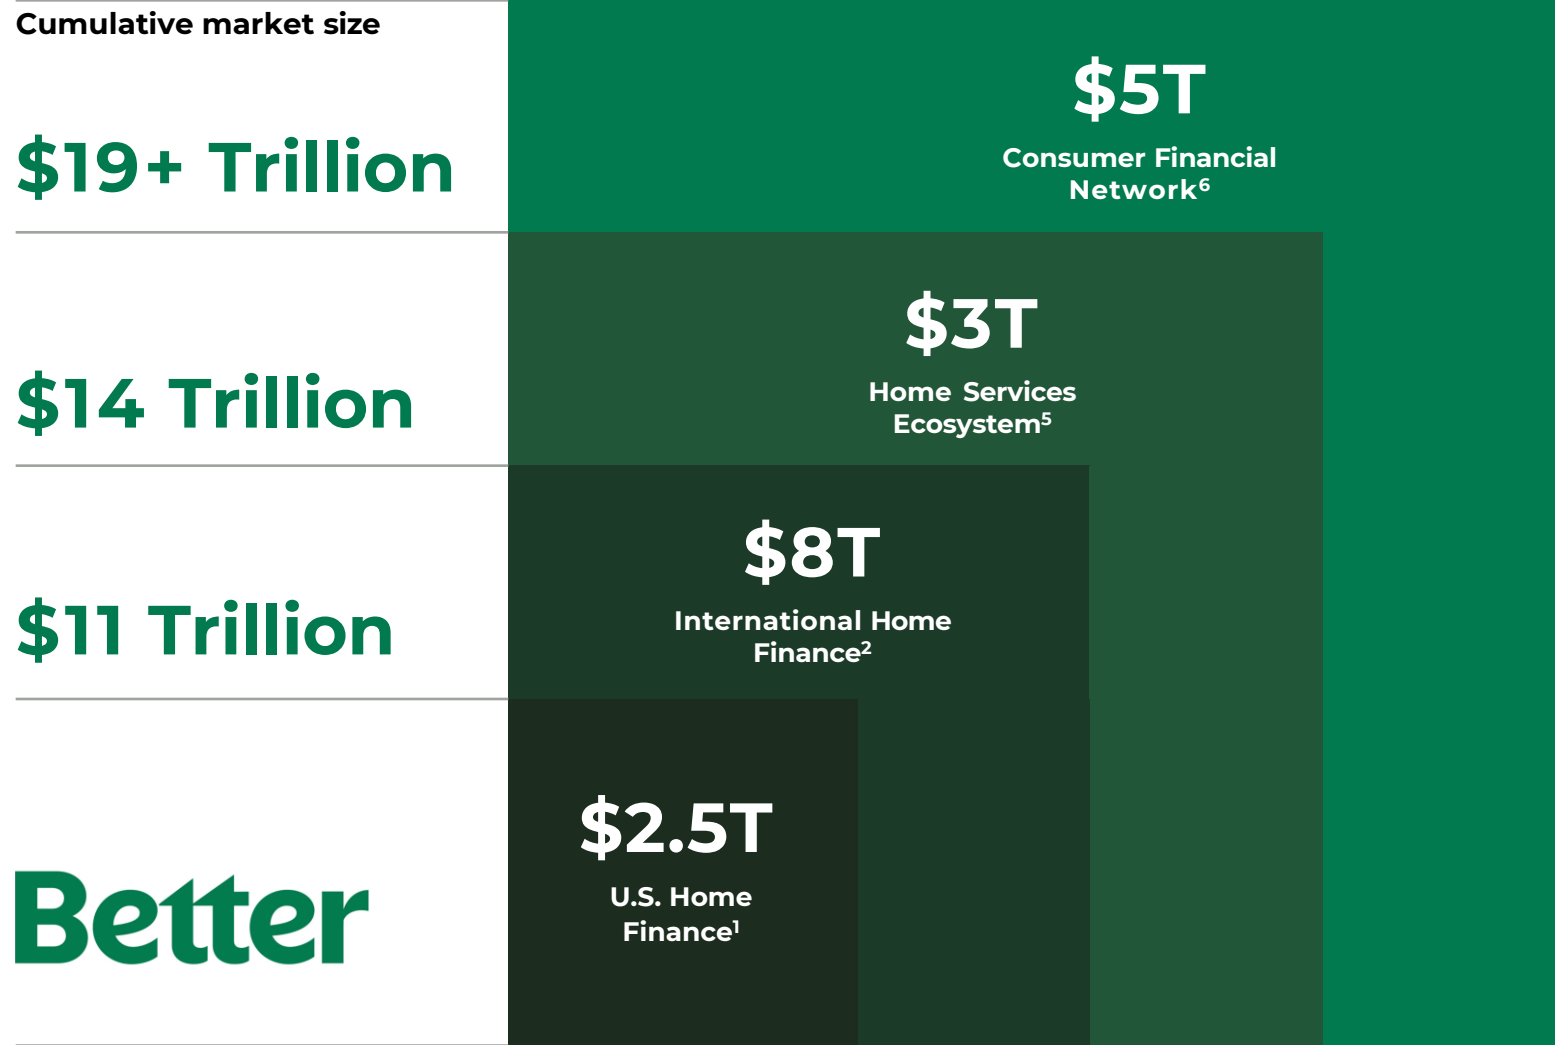 Cumulative market size
$19+ Trillion
$5T
Consumer Financial
Network⁶
$14 Trillion
$3T
Home Services
Ecosystem⁵
$11 Trillion
$8T
International Home
Finance²
Better
$2.5T
U.S. Home
Finance¹